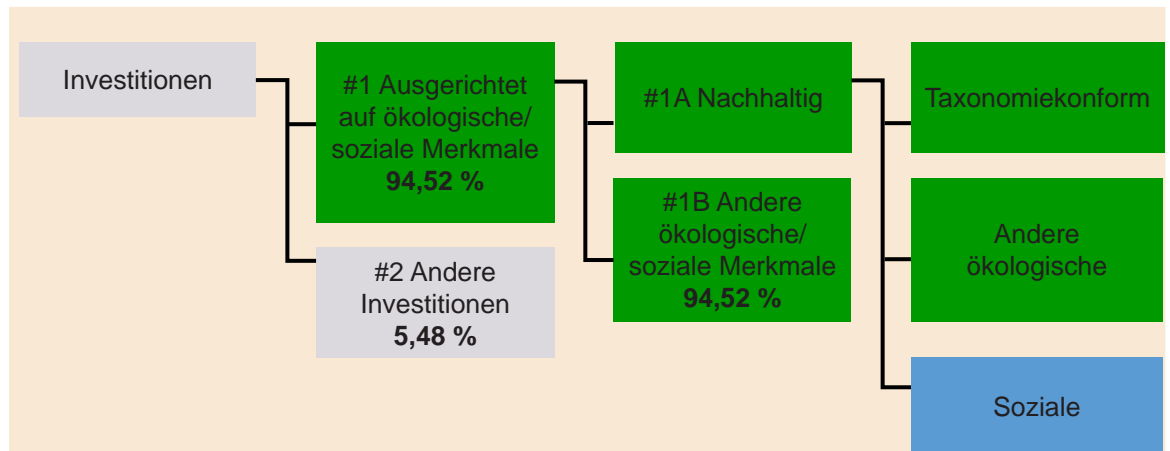 Investitionen
#1 Ausgerichtet
auf ökologische/
soziale Merkmale
94,52 %
#2 Andere
Investitionen
5,48 %
#1A Nachhaltig
#1B Andere
ökologische/
soziale Merkmale
94,52 %
Taxonomiekonform
Andere
ökologische
Soziale